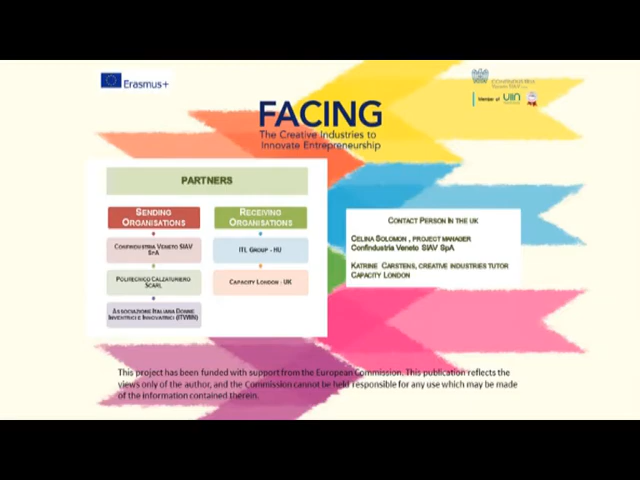 Erasmus+
Member of UIIN
FACING
The Creative Industries to
Innovate Entrepreneurship
PARTNERS
SENDING
ORGANISATIONS
RECEIVING
ORGANISATIONS
CONFINDUSTRIA VENETO SIAV
SPA
ITL GROUP - HU
POLITECNICO CALZATURIERO
SCARL
CAPACITY LONDON - UK
ASSOCIAZIONE ITALIANA DONNE
INVENTRICI E INNOVATRICI (ITWIIN)
CONTACT PERSON IN THE UK
CELINA SOLOMON , PROJECT MANAGER
Confindustria Veneto SIAV SpA
KATRINE CARSTENS, CREATIVE INDUSTRIES TUTOR
CAPACITY LONDON
This project has been funded with support from the European Commission. This publication reflects the
views only of the author, and the Commission cannot be held responsible for any use which may be made
of the information contained therein.